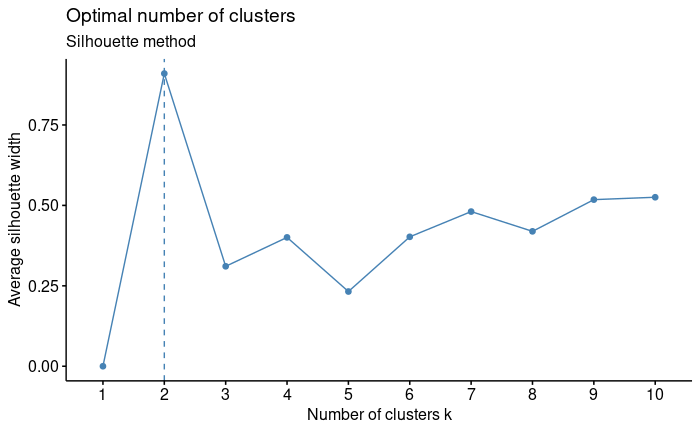 Optimal number of clusters
Silhouette method
Average silhouette width
0.75
0.50
0.25
0.00
1 2 3 4 5 6 7 8 9 10
Number of clusters k